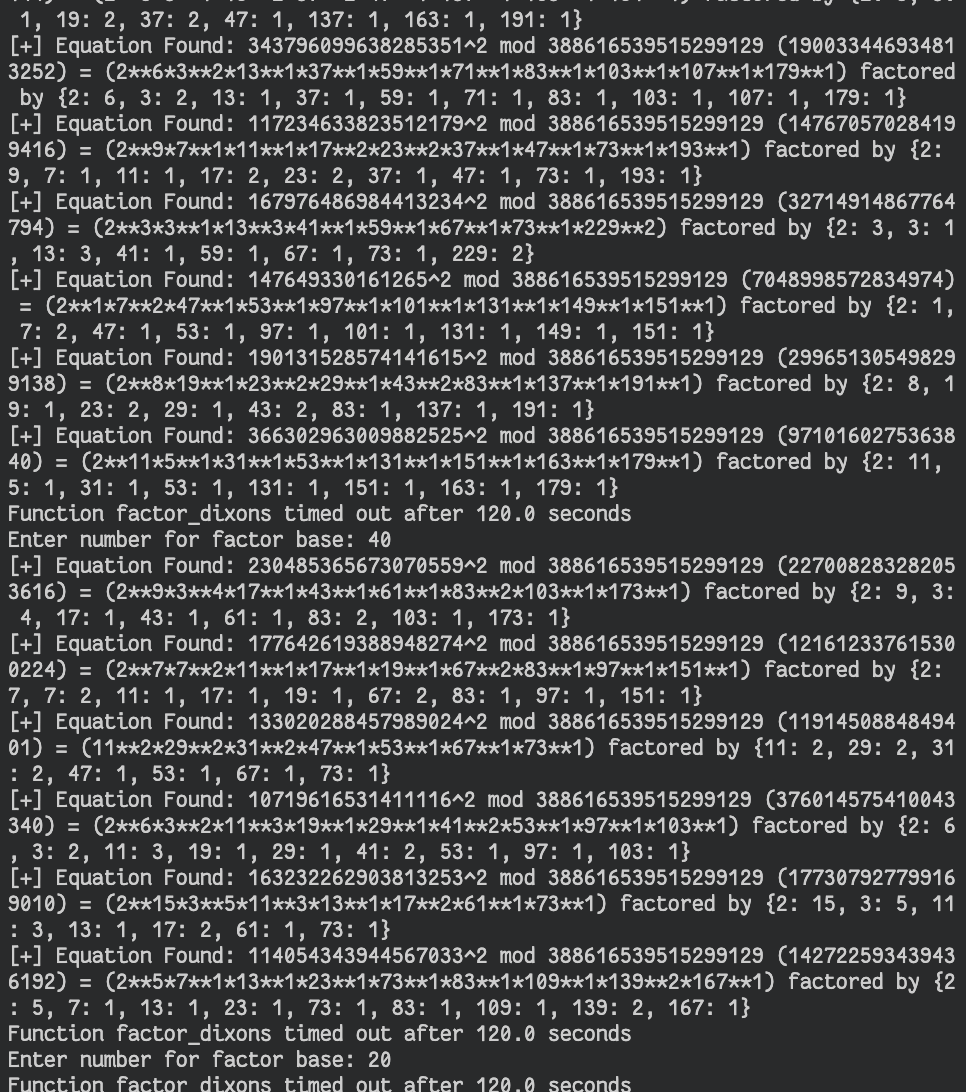 1, 19: 2, 37: 2, 47: 1, 137: 1, 163: 1, 191: 1}
[+] Equation Found: 343796099638285351^2 mod 388616539515299129 (19003344693481
3252) = (2**6*3**2*13**1*37**1*59**1*71**1*83**1*103**1*107**1*179**1) factored
by {2: 6, 3: 2, 13: 1, 37: 1, 59: 1, 71: 1, 83: 1, 103: 1, 107: 1, 179: 1}
[+] Equation Found: 117234633823512179^2 mod 388616539515299129 (14767057028419
9416) = (2**9*7**1*11**1*17**2*23**2*37**1*47**1*73**1*193**1) factored by {2:
9, 7: 1, 11: 1, 17: 2, 23: 2, 37: 1, 47: 1, 73: 1, 193: 1}
[+] Equation Found: 167976486984413234^2 mod 388616539515299129 (32714914867764
794) = (2**3*3**1*13**3*41**1*59**1*67**1*73**1*229**2) factored by {2: 3, 3: 1
, 13: 3, 41: 1, 59: 1, 67: 1, 73: 1, 229: 2}
[+] Equation Found: 147649330161265^2 mod 388616539515299129 (7048998572834974)
= (2**1*7**2*47**1*53**1*97**1*101**1*131**1*149**1*151**1) factored by {2: 1,
7: 2, 47: 1, 53: 1, 97: 1, 101: 1, 131: 1, 149: 1, 151: 1}
[+] Equation Found: 190131528574141615^2 mod 388616539515299129 (29965130549829
9138) = (2**8*19**1*23**2*29**1*43**2*83**1*137**1*191**1) factored by {2: 8, 1
9: 1, 23: 2, 29: 1, 43: 2, 83: 1, 137: 1, 191: 1}
[+] Equation Found: 366302963009882525^2 mod 388616539515299129 (97101602753638
40) = (2**11*5**1*31**1*53**1*131**1*151**1*163**1*179**1) factored by {2: 11,
5: 1, 31: 1, 53: 1, 131: 1, 151: 1, 163: 1, 179: 1}
Function factor_dixons timed out after 120.0 seconds
Enter number for factor base: 40
[+] Equation Found: 230485365673070559^2 mod 388616539515299129 (22700828328205
3616) = (2**9*3**4*17**1*43**1*61**1*83**2*103**1*173**1) factored by {2: 9, 3:
4, 17: 1, 43: 1, 61: 1, 83: 2, 103: 1, 173: 1}
[+] Equation Found: 177642619388948274^2 mod 388616539515299129 (12161233761530
0224) = (2**7*7**2*11**1*17**1*19**1*67**2*83**1*97**1*151**1) factored by {2:
7, 7: 2, 11: 1, 17: 1, 19: 1, 67: 2, 83: 1, 97: 1, 151: 1}
[+] Equation Found: 133020288457989024^2 mod 388616539515299129 (11914508848494
01) = (11**2*29**2*31**2*47**1*53**1*67**1*73**1) factored by {11: 2, 29: 2, 31
: 2, 47: 1, 53: 1, 67: 1, 73: 1}
[+] Equation Found: 10719616531411116^2 mod 388616539515299129 (376014575410043
340) = (2**6*3**2*11**3*19**1*29**1*41**2*53**1*97**1*103**1) factored by {2: 6
, 3: 2, 11: 3, 19: 1, 29: 1, 41: 2, 53: 1, 97: 1, 103: 1}
[+] Equation Found: 163232262903813253^2 mod 388616539515299129 (17730792779916
9010) = (2**15*3**5*11**3*13**1*17**2*61**1*73**1) factored by {2: 15, 3: 5, 11
: 3, 13: 1, 17: 2, 61: 1, 73: 1}
[+] Equation Found: 114054343944567033^2 mod 388616539515299129 (14272259343943
6192) = (2**5*7**1*13**1*23**1*73**1*83**1*109**1*139**2*167**1) factored by {2
: 5, 7: 1, 13: 1, 23: 1, 73: 1, 83: 1, 109: 1, 139: 2, 167: 1}
Function factor_dixons timed out after 120.0 seconds
Enter number for factor base: 20
Function factor_dixons timed out after 120.0 seconds